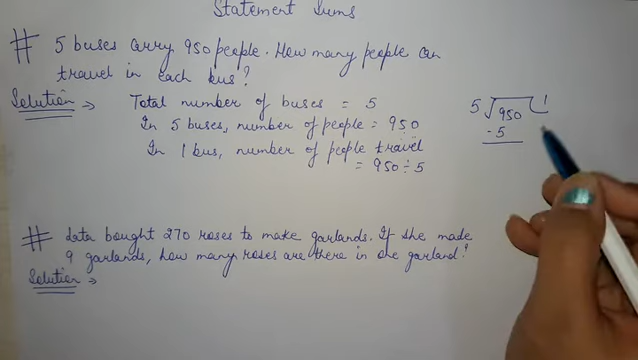 Statement Sums
# 5 buses carry 950 people. How many people can
travel in each bus?
Solution → Total number of buses = 5
In 5 buses, number of people = 950
In 1 bus, number of people travel
= 950 ÷ 5
5 √950 1
- 5
# Lata bought 270 roses to make garlands. If she made
9 garlands, how many roses are there in one garland?
Solution →